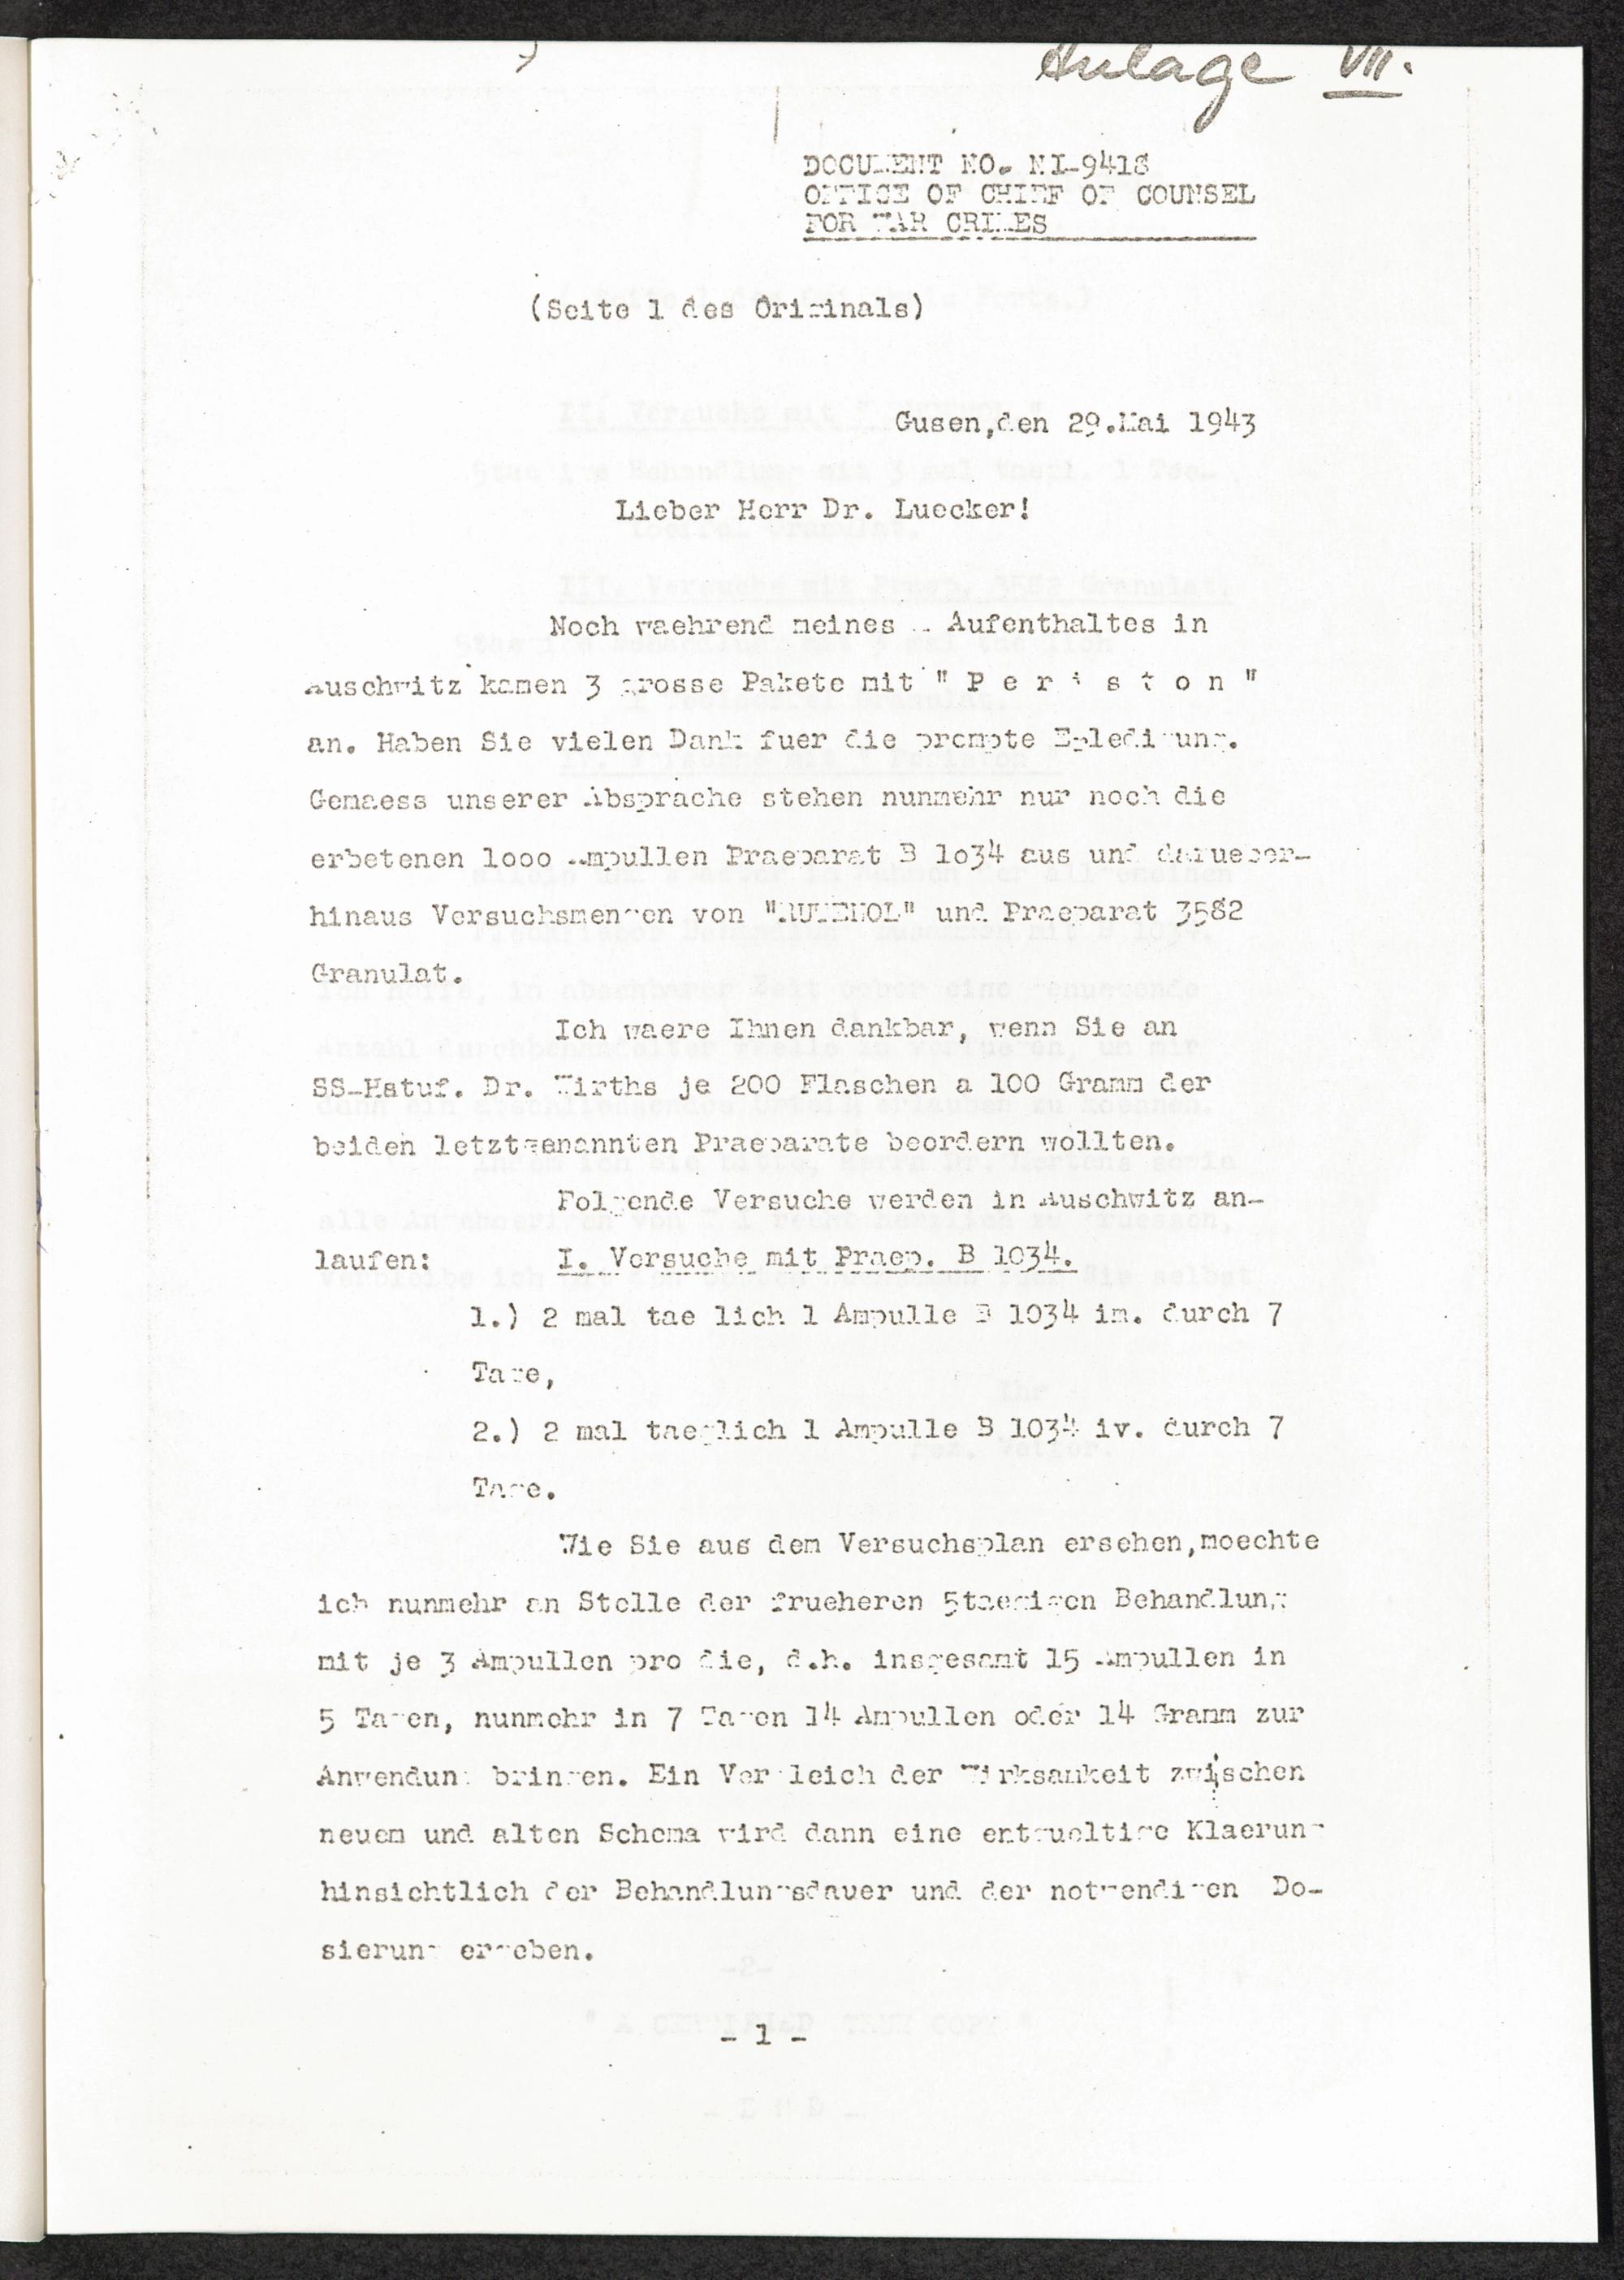 Anlage VII.
DOCUMENT NO. NI-9418
OFFICE OF CHIEF OF COUNSEL
FOR WAR CRIMES
(Seite 1 des Originals)
Gusen,den 29.Mai 1943
Lieber Herr Dr. Luecker!
Noch waehrend meines Aufenthaltes in
Auschwitz kamen 3 grosse Pakete mit " P e r i s t o n "
an. Haben Sie vielen Dank fuer die prompte Erledigung.
Gemaess unserer Absprache stehen nunmehr nur noch die
erbetenen 1ooo Ampullen Praeparat B 1o34 aus und darueber-
hinaus Versuchsmengen von "RUTENOL" und Praeparat 3582
Granulat.
Ich waere Ihnen dankbar, wenn Sie an
SS-Hstuf. Dr. Wirths je 200 Flaschen a 100 Gramm der
beiden letztgenannten Praeparate beordern wollten.
Folgende Versuche werden in Auschwitz an-
laufen: I. Versuche mit Praep. B 1034.
1.) 2 mal taeglich 1 Ampulle B 1034 im. durch 7
Tage,
2.) 2 mal taeglich 1 Ampulle B 1034 iv. durch 7
Tage.
Wie Sie aus dem Versuchsplan ersehen,moechte
ich nunmehr an Stelle der frueheren 5taegigen Behandlung
mit je 3 Ampullen pro die, d.h. insgesamt 15 Ampullen in
5 Tagen, nunmehr in 7 Tagen 14 Ampullen oder 14 Gramm zur
Anwendung bringen. Ein Vergleich der Wirksamkeit zwischen
neuem und alten Schema wird dann eine entgueltige Klaerung
hinsichtlich der Behandlungsdauer und der notwendigen Do-
sierung ergeben.
- 1 -